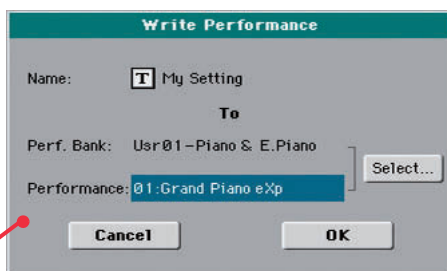 Write Performance
Name: T My Setting
To
Perf. Bank: Usr01-Piano & E.Piano
Select...
Performance: 01:Grand Piano eXp
Cancel OK